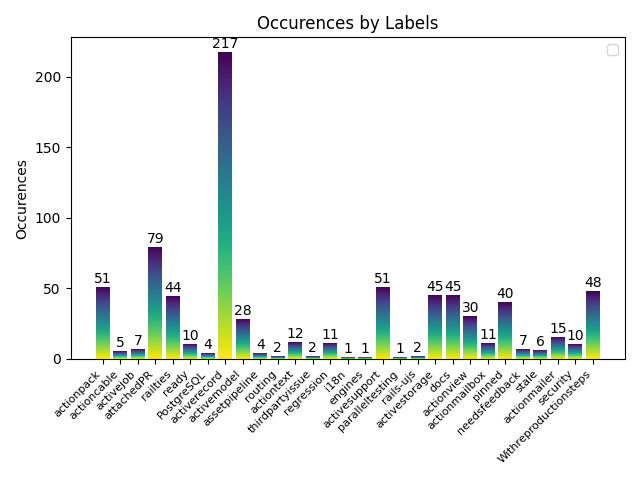 Occurences by Labels
Occurences
200
150
100
50
0
51
5
7
79
44
10
4
217
28
4
2
12
2
11
1
1
51
1
2
45
45
30
11
40
7
6
15
10
48
actionpack
actioncable
activejob
attachedPR
railties
ready
PostgreSQL
activerecord
activemodel
assetpipeline
routing
actiontext
thirdpartyissue
regression
i18n
engines
activesupport
paralleltesting
rails-ujs
activestorage
docs
actionview
actionmailbox
pinned
needsfeedback
stale
actionmailer
security
Withreproductionsteps